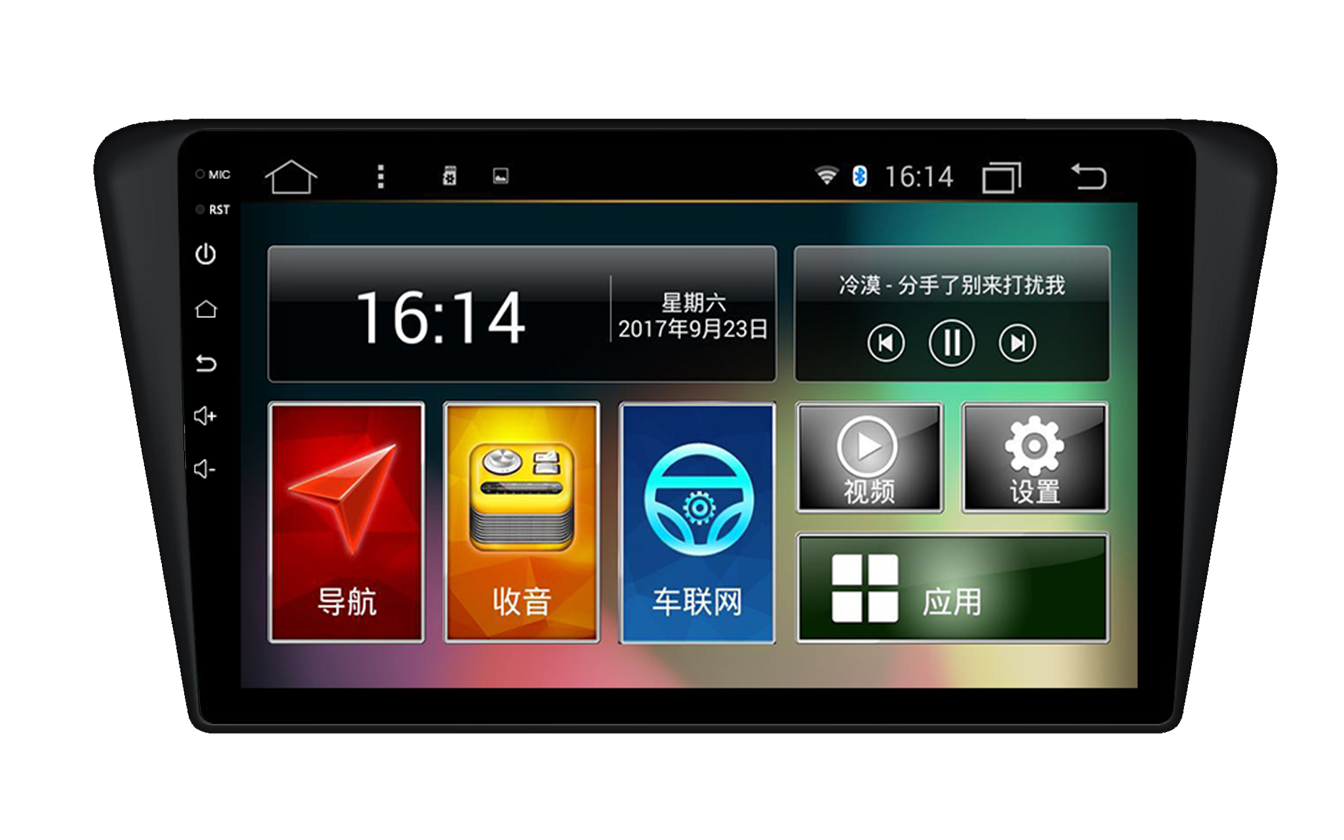 MIC
RST
16:14
16:14
星期六
2017年9月23日
冷漠 - 分手了别来打扰我
视频
设置
导航
收音
车联网
应用